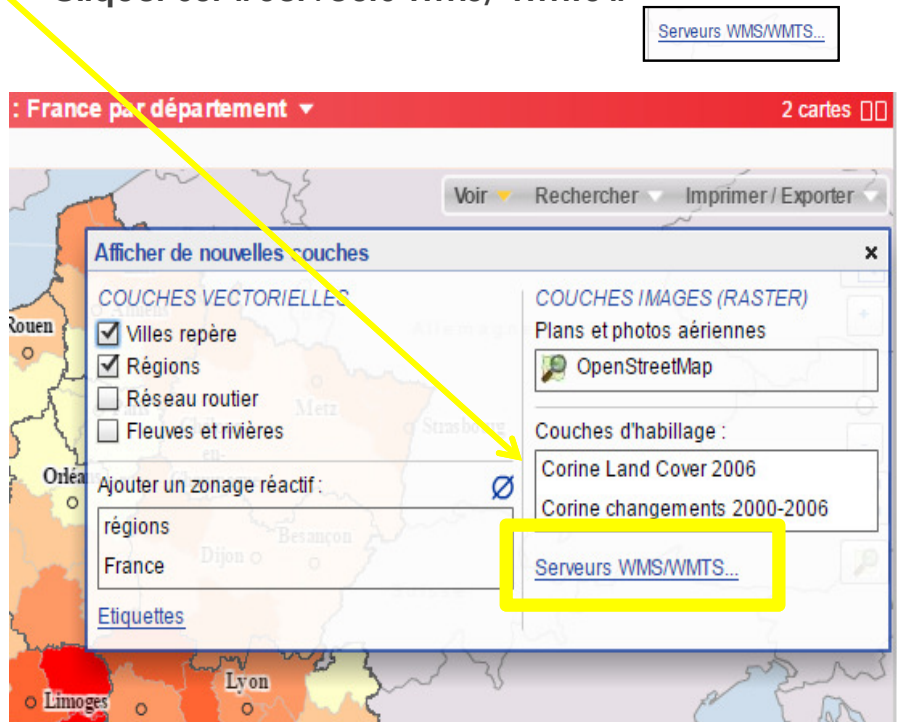 Serveurs WMS/WMTS...
: France par département
2 cartes
Voir Rechercher Imprimer / Exporter
Afficher de nouvelles couches x
COUCHES VECTORIELLES
Villes repère
Régions
Réseau routier
Fleuves et rivières
Ajouter un zonage réactif :
régions
France
Etiquettes
COUCHES IMAGES (RASTER)
Plans et photos aériennes
OpenStreetMap
Couches d'habillage :
Corine Land Cover 2006
Corine changements 2000-2006
Serveurs WMS/WMTS...
Rouen
Amiens
Allemagne
Metz
Strasbourg
Besançon
Dijon
Lyon
Limoges